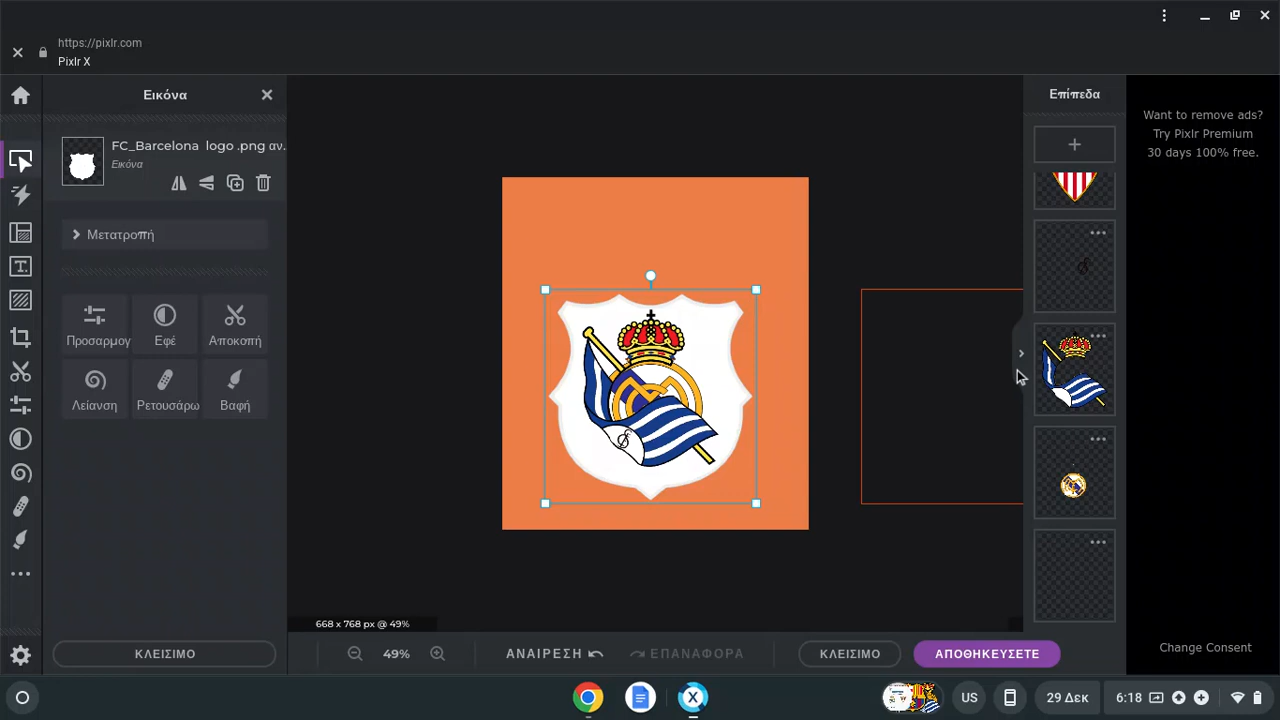 https://pixlr.com
Pixlr X
Εικόνα
FC_Barcelona logo .png αν.
Εικόνα
Μετατροπή
Προσαρμογ
Εφέ
Αποκοπή
Λείανση
Ρετουσάρω
Βαφή
ΚΛΕΙΣΙΜΟ
668 x 768 px @ 49%
49%
ΑΝΑΙΡΕΣΗ
ΕΠΑΝΑΦΟΡΑ
ΚΛΕΙΣΙΜΟ
ΑΠΟΘΗΚΕΥΣΕΤΕ
Επίπεδα
Want to remove ads?
Try Pixlr Premium
30 days 100% free.
Change Consent
US
29 Δεκ
6:18